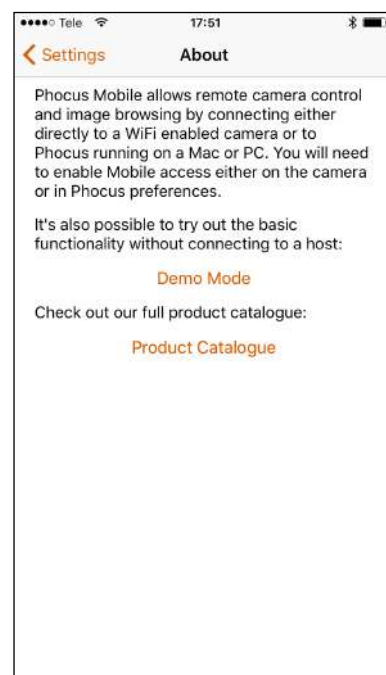 Tele 17:51
Settings About
Phocus Mobile allows remote camera control
and image browsing by connecting either
directly to a WiFi enabled camera or to
Phocus running on a Mac or PC. You will need
to enable Mobile access either on the camera
or in Phocus preferences.
It's also possible to try out the basic
functionality without connecting to a host:
Demo Mode
Check out our full product catalogue:
Product Catalogue